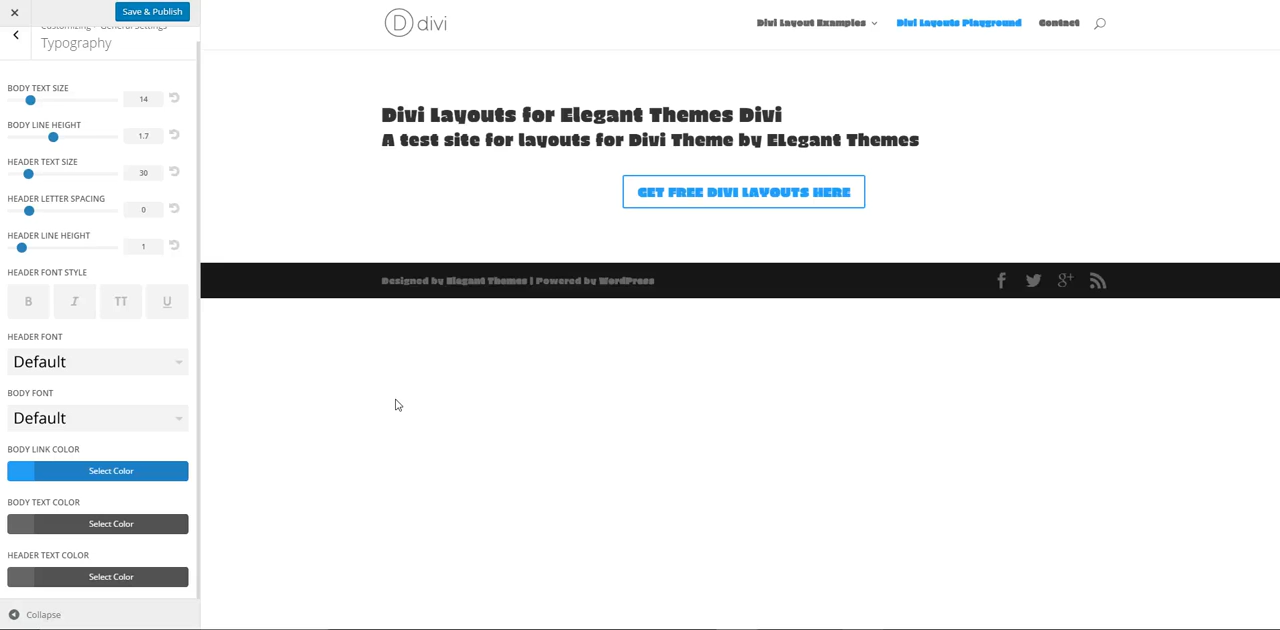 Save & Publish
Customizing ▸ General Settings
Typography
BODY TEXT SIZE
14
BODY LINE HEIGHT
1.7
HEADER TEXT SIZE
30
HEADER LETTER SPACING
0
HEADER LINE HEIGHT
1
HEADER FONT STYLE
B I TT U
HEADER FONT
Default
BODY FONT
Default
BODY LINK COLOR
Select Color
BODY TEXT COLOR
Select Color
HEADER TEXT COLOR
Select Color
Collapse
D divi
Divi Layout Examples Divi Layouts Playground Contact
Divi Layouts for Elegant Themes Divi
A test site for layouts for Divi Theme by ELegant Themes
GET FREE DIVI LAYOUTS HERE
Designed by Elegant Themes | Powered by WordPress